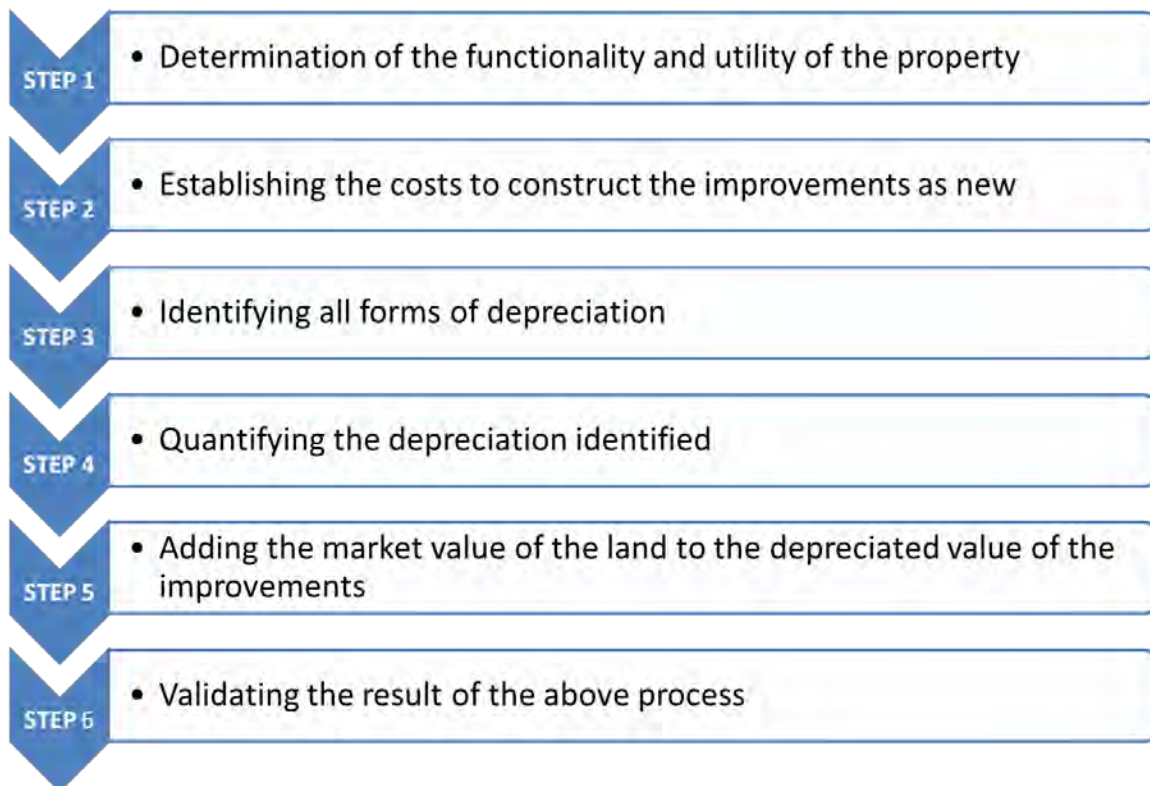 STEP 1
• Determination of the functionality and utility of the property
STEP 2
• Establishing the costs to construct the improvements as new
STEP 3
• Identifying all forms of depreciation
STEP 4
• Quantifying the depreciation identified
STEP 5
• Adding the market value of the land to the depreciated value of the
improvements
STEP 6
• Validating the result of the above process